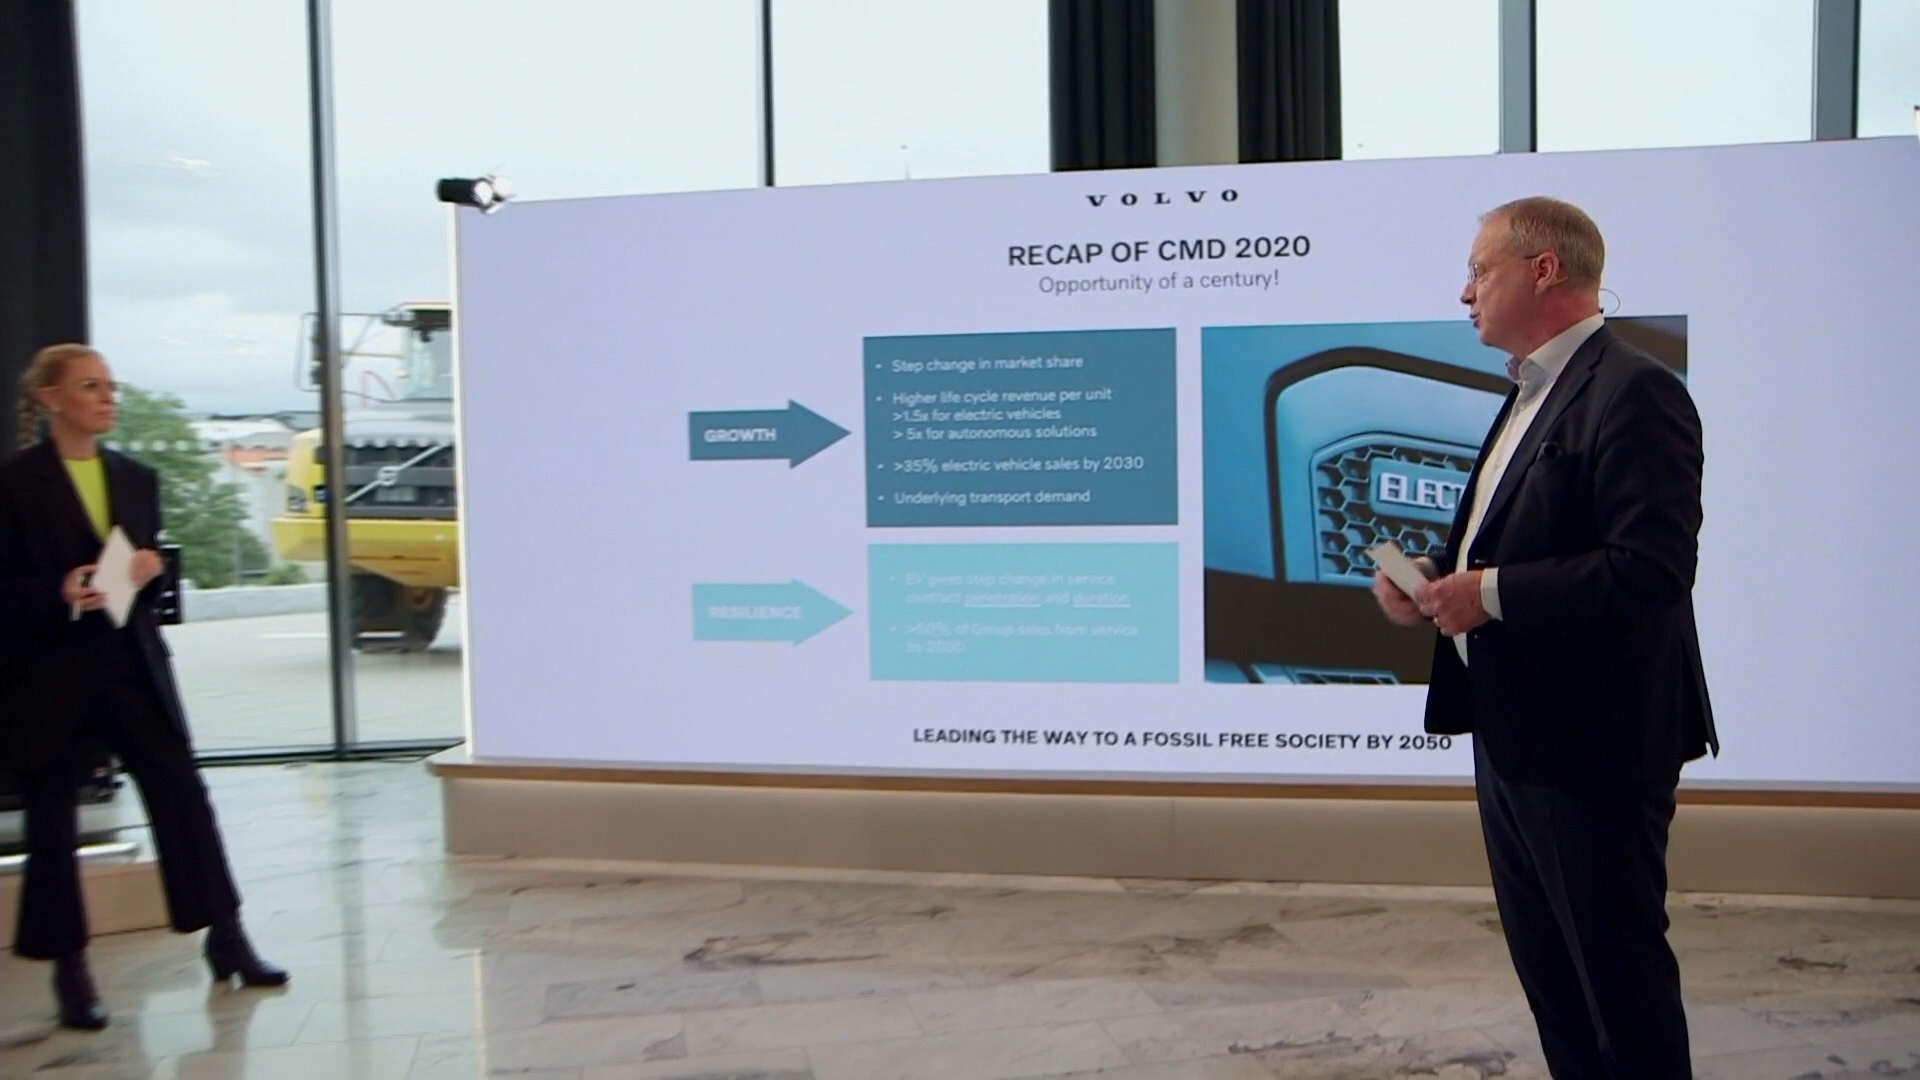 VOLVO
RECAP OF CMD 2020
Opportunity of a century!
GROWTH
• Step change in market share
• Higher life cycle revenue per unit
>1.5x for electric vehicles
> 5x for autonomous solutions
• >35% electric vehicle sales by 2030
• Underlying transport demand
RESILIENCE
• EV gives step change in service
contract penetration and duration
• >50% of Group sales from service
by 2030
ELECT
LEADING THE WAY TO A FOSSIL FREE SOCIETY BY 2050